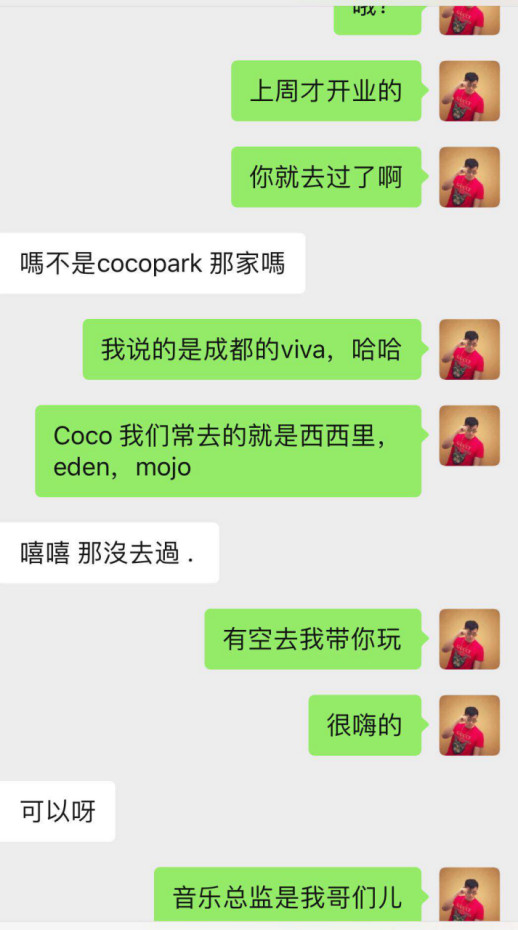 哦！
上周才开业的
你就去过了啊
嗎不是cocopark 那家嗎
我说的是成都的viva，哈哈
Coco 我们常去的就是西西里，
eden，mojo
嘻嘻 那沒去過 .
有空去我带你玩
很嗨的
可以呀
音乐总监是我哥们儿